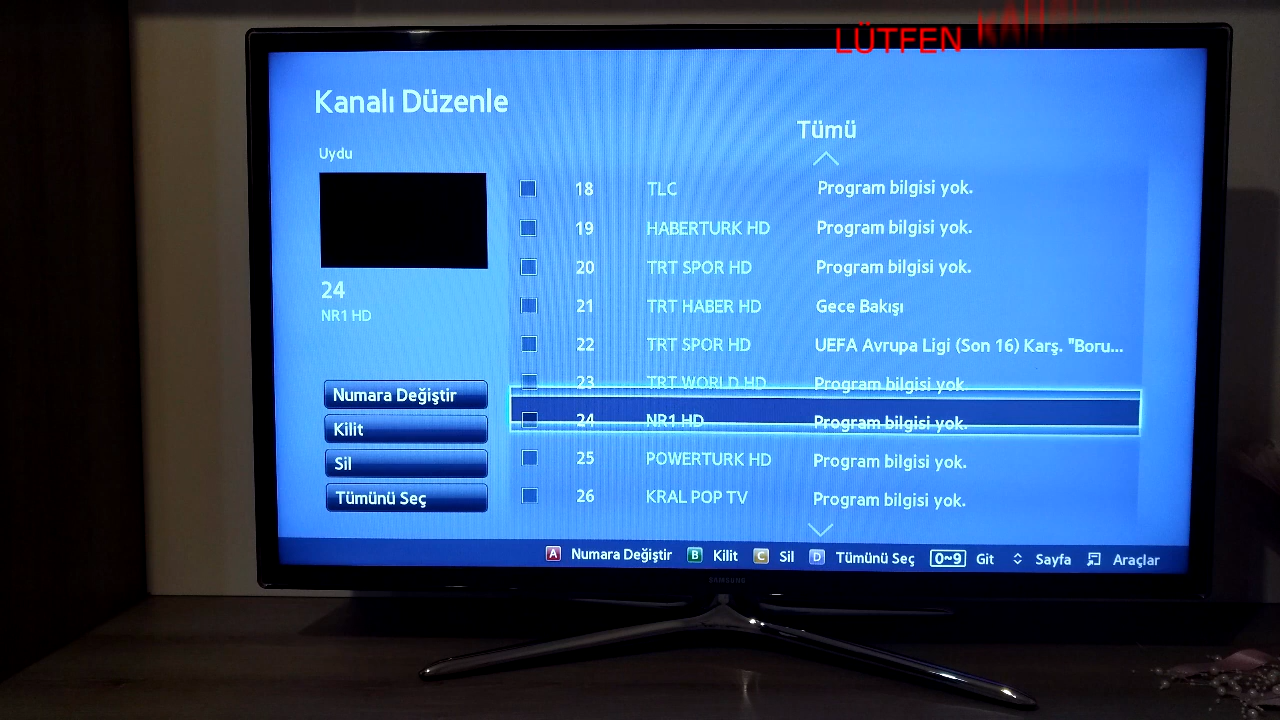 LÜTFEN
Kanalı Düzenle
Tümü
Uydu
18 TLC Program bilgisi yok.
19 HABERTURK HD Program bilgisi yok.
20 TRT SPOR HD Program bilgisi yok.
21 TRT HABER HD Gece Bakışı
22 TRT SPOR HD UEFA Avrupa Ligi (Son 16) Karş. "Boru...
23 TRT WORLD HD Program bilgisi yok.
24 NR1 HD Program bilgisi yok.
25 POWERTURK HD Program bilgisi yok.
26 KRAL POP TV Program bilgisi yok.
24
NR1 HD
Numara Değiştir
Kilit
Sil
Tümünü Seç
A Numara Değiştir B Kilit C Sil D Tümünü Seç 0~9 Git Sayfa Araçlar
SAMSUNG